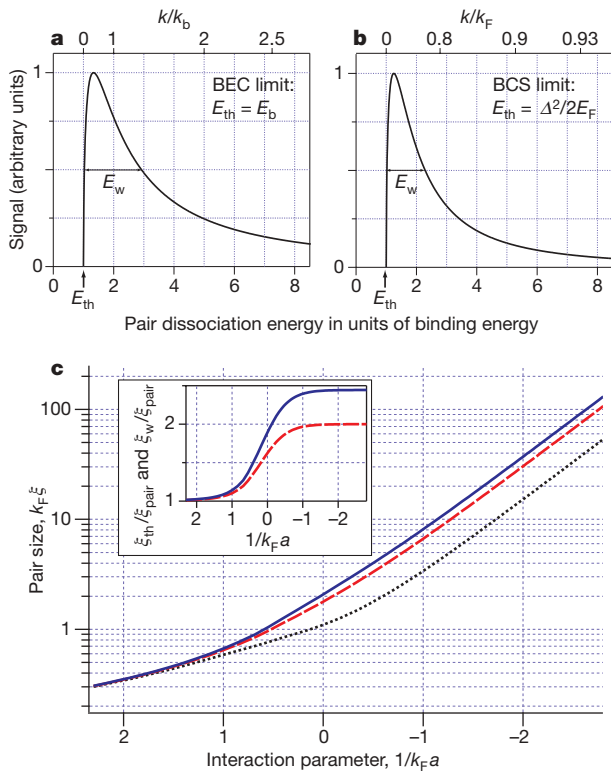 k/k_b
0 1 2 2.5
a
BEC limit:
E_th = E_b
E_w
Signal (arbitrary units)
1
0
0 2 4 6 8
E_th
k/k_F
0 0.8 0.9 0.93
b
BCS limit:
E_th = Δ²/2E_F
E_w
1
0
0 2 4 6 8
E_th
Pair dissociation energy in units of binding energy
c
Pair size, k_F ξ
100
10
1
ξ_th/ξ_pair and ξ_w/ξ_pair
2
1
2 1 0 −1 −2
1/k_F a
2 1 0 −1 −2
Interaction parameter, 1/k_F a